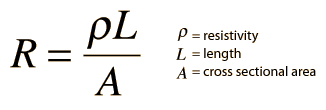 R = ρL / A
ρ = resistivity
L = length
A = cross sectional area